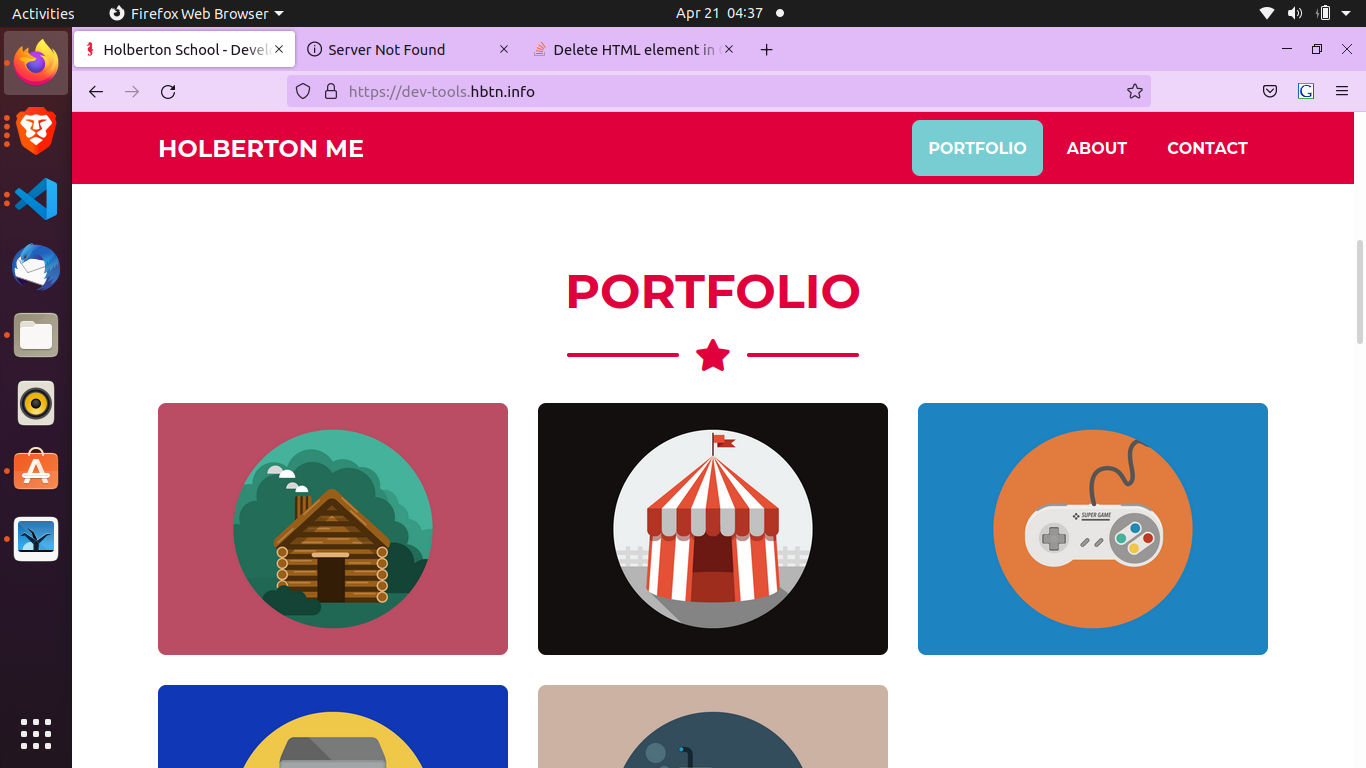 Activities
Firefox Web Browser
Apr 21 04:37
Holberton School - Devel
Server Not Found
Delete HTML element in
https://dev-tools.hbtn.info
HOLBERTON ME
PORTFOLIO
ABOUT
CONTACT
PORTFOLIO
SUPER GAME